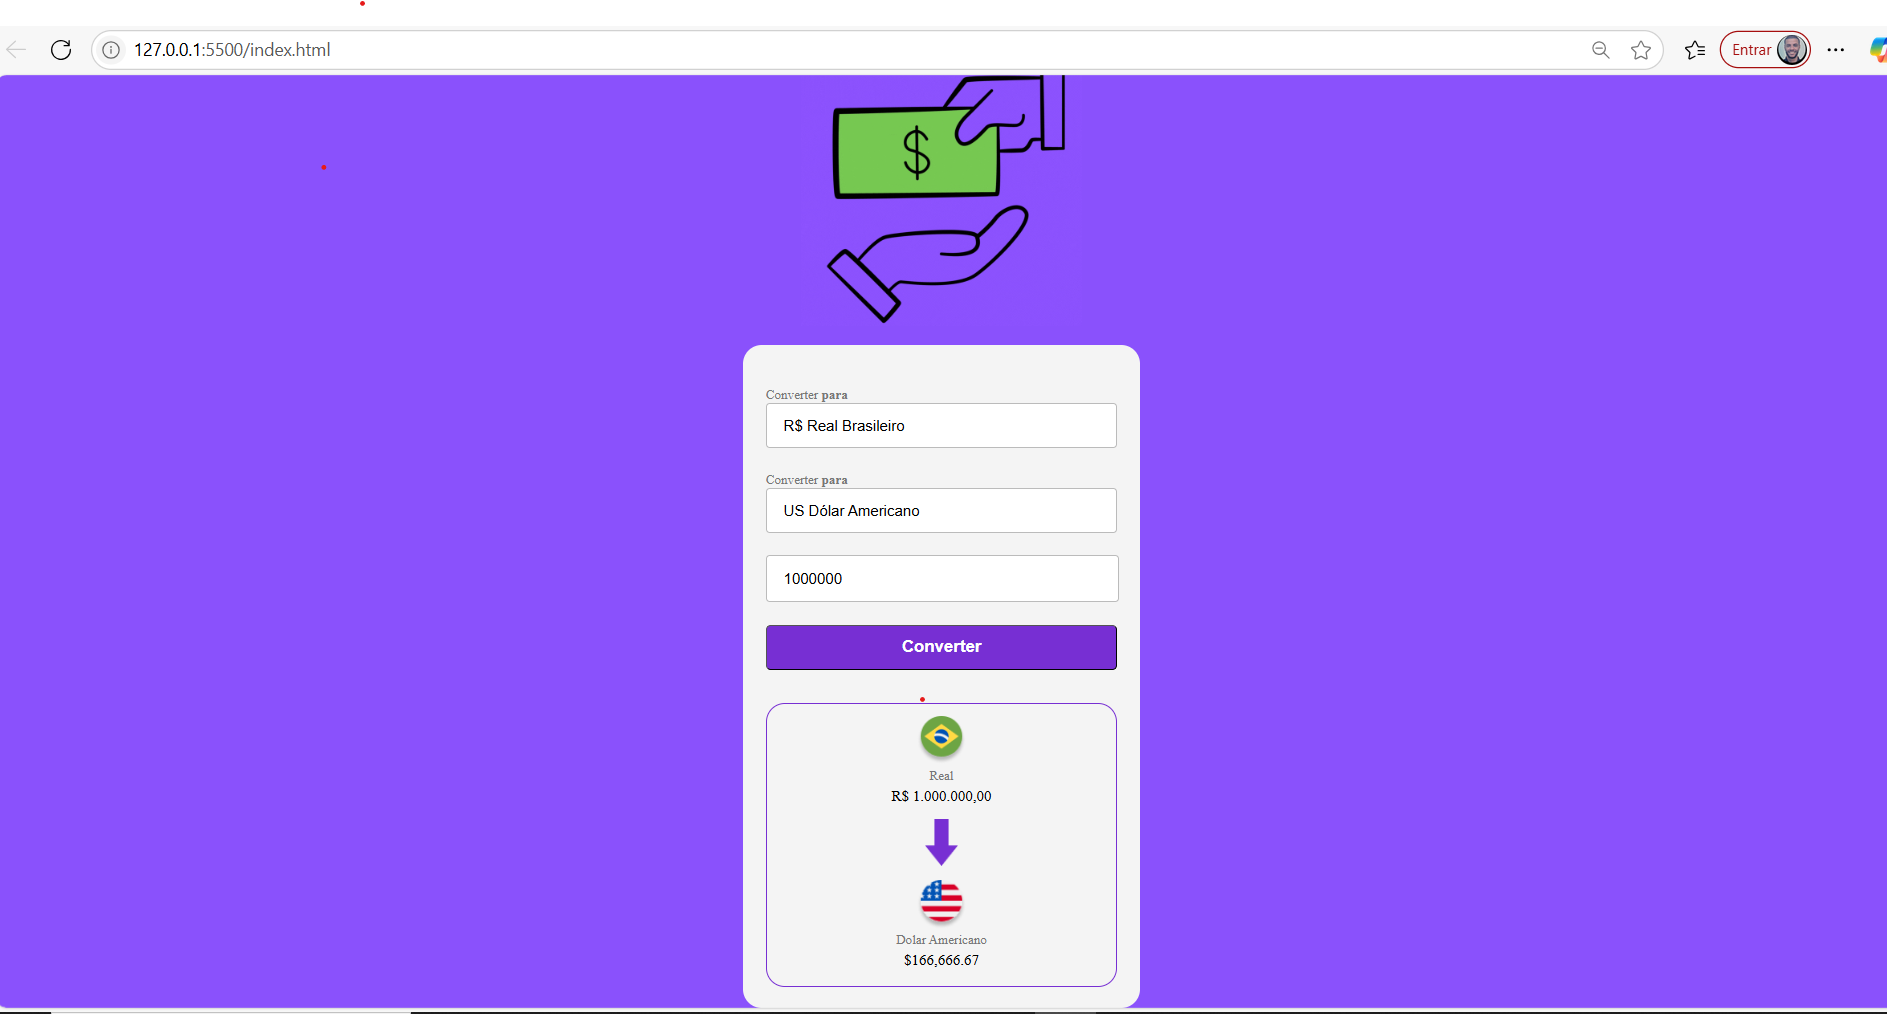 127.0.0.1:5500/index.html
Entrar
$
Converter para
R$ Real Brasileiro
Converter para
US Dólar Americano
1000000
Converter
Real
R$ 1.000.000,00
Dolar Americano
$166,666.67